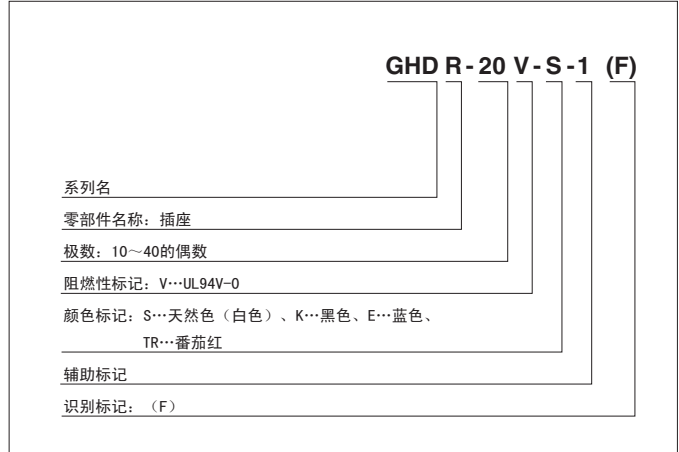 GHD R - 20 V - S - 1 (F)
系列名
零部件名称：插座
极数：10～40的偶数
阻燃性标记：V…UL94V-0
颜色标记：S…天然色（白色）、K…黑色、E…蓝色、
TR…番茄红
辅助标记
识别标记：（F）